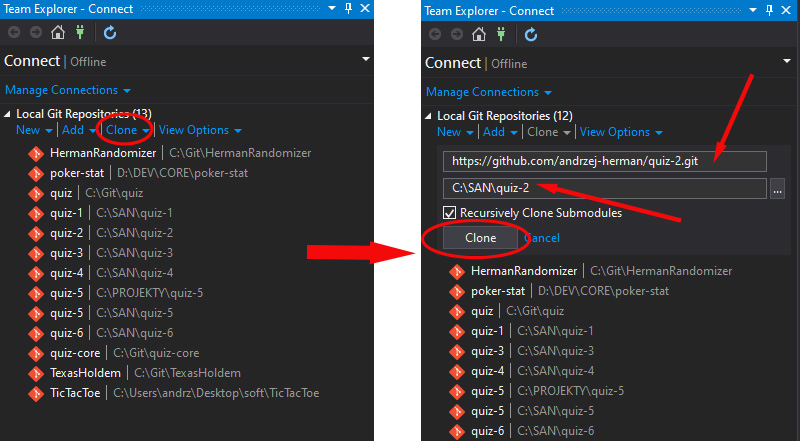 Team Explorer - Connect
Connect | Offline
Manage Connections
Local Git Repositories (13)
New | Add | Clone | View Options
HermanRandomizer | C:\Git\HermanRandomizer
poker-stat | D:\DEV\CORE\poker-stat
quiz | C:\Git\quiz
quiz-1 | C:\SAN\quiz-1
quiz-2 | C:\SAN\quiz-2
quiz-3 | C:\SAN\quiz-3
quiz-4 | C:\SAN\quiz-4
quiz-5 | C:\PROJEKTY\quiz-5
quiz-5 | C:\SAN\quiz-5
quiz-6 | C:\SAN\quiz-6
quiz-core | C:\Git\quiz-core
TexasHoldem | C:\Git\TexasHoldem
TicTacToe | C:\Users\andrz\Desktop\soft\TicTacToe
Team Explorer - Connect
Connect | Offline
Manage Connections
Local Git Repositories (12)
New | Add | Clone | View Options
https://github.com/andrzej-herman/quiz-2.git
C:\SAN\quiz-2
...
Recursively Clone Submodules
Clone Cancel
HermanRandomizer | C:\Git\HermanRandomizer
poker-stat | D:\DEV\CORE\poker-stat
quiz | C:\Git\quiz
quiz-1 | C:\SAN\quiz-1
quiz-3 | C:\SAN\quiz-3
quiz-4 | C:\SAN\quiz-4
quiz-5 | C:\PROJEKTY\quiz-5
quiz-5 | C:\SAN\quiz-5
quiz-6 | C:\SAN\quiz-6